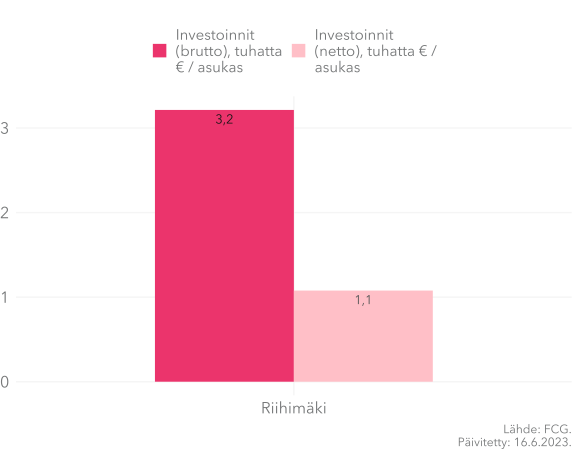 Investoinnit
(brutto), tuhatta
€ / asukas
Investoinnit
(netto), tuhatta € /
asukas
3
2
1
0
3,2
1,1
Riihimäki
Lähde: FCG.
Päivitetty: 16.6.2023.